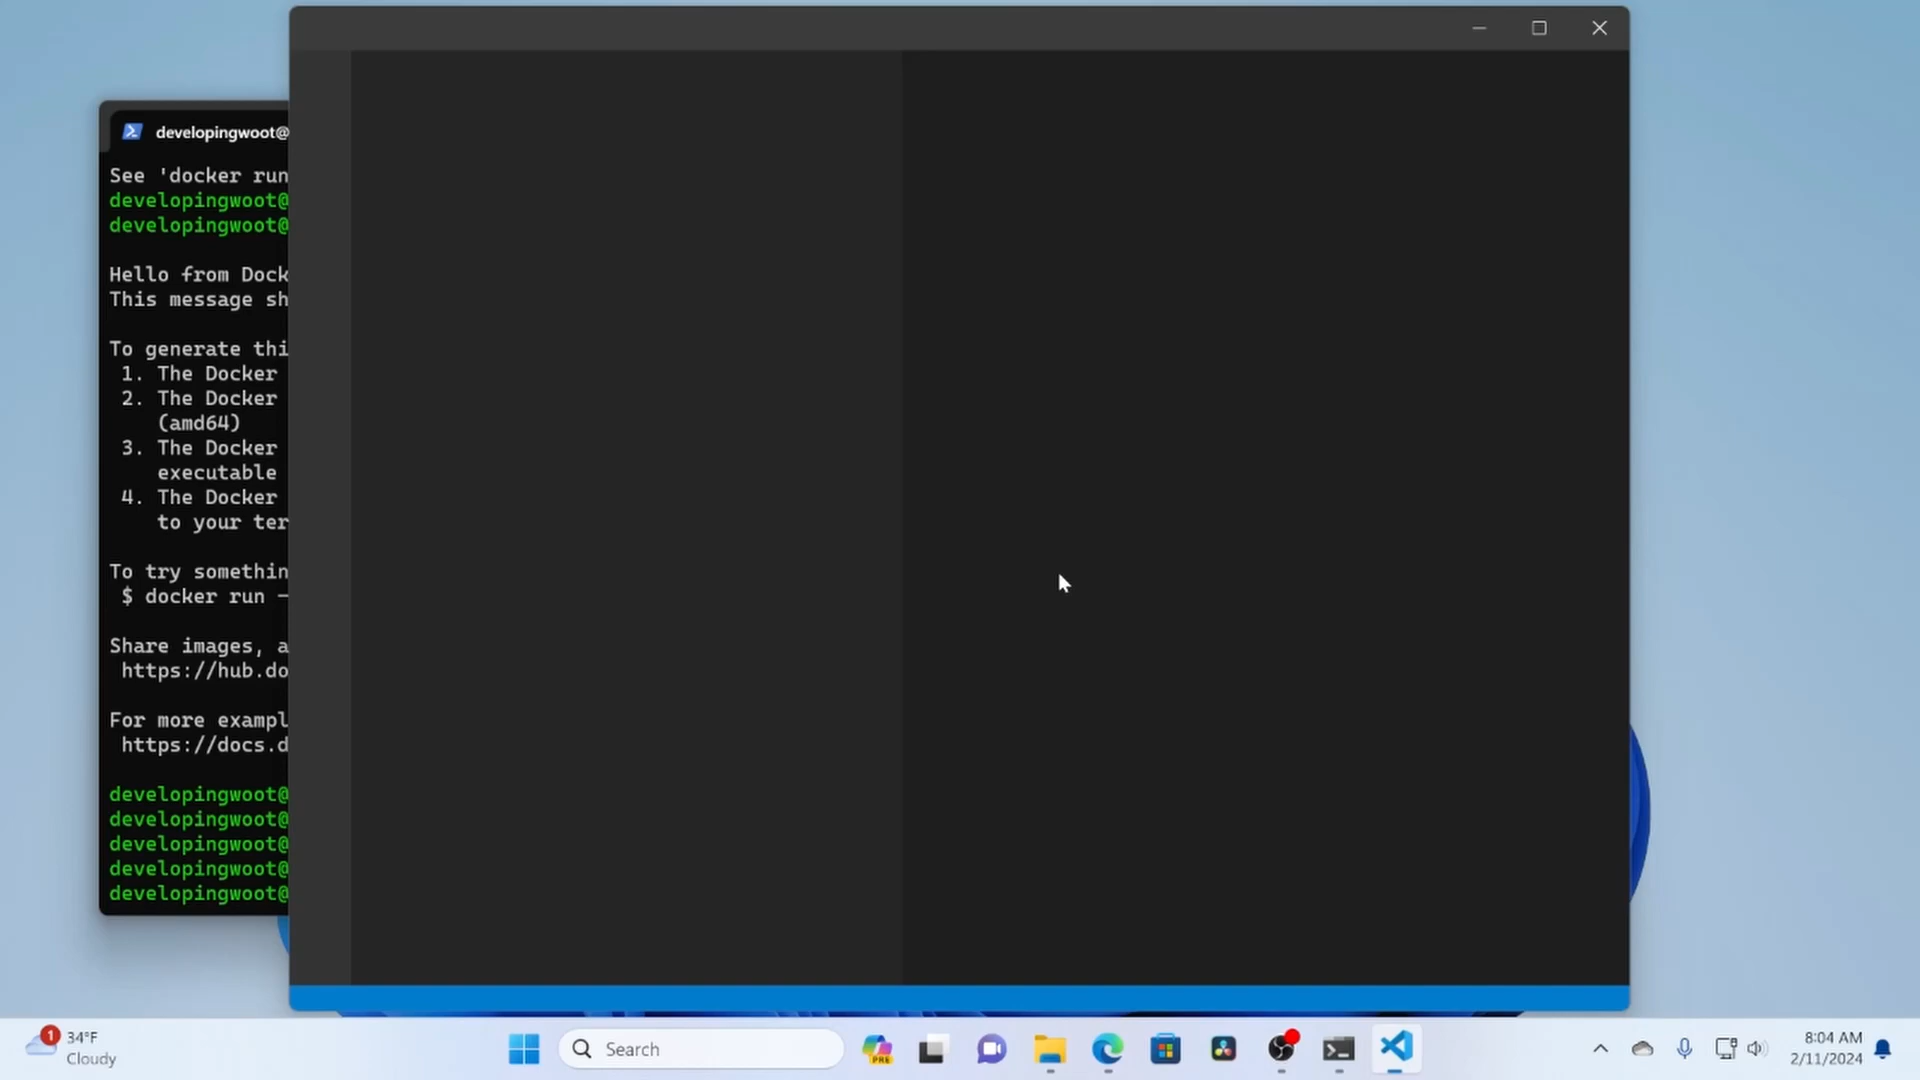 developingwoot@
See 'docker run
developingwoot@
developingwoot@
Hello from Dock
This message sh
To generate thi
1. The Docker
2. The Docker
(amd64)
3. The Docker
executable
4. The Docker
to your ter
To try somethin
$ docker run -
Share images, a
https://hub.do
For more exampl
https://docs.d
developingwoot@
developingwoot@
developingwoot@
developingwoot@
developingwoot@
1
34°F
Cloudy
Search
PRE
8:04 AM
2/11/2024